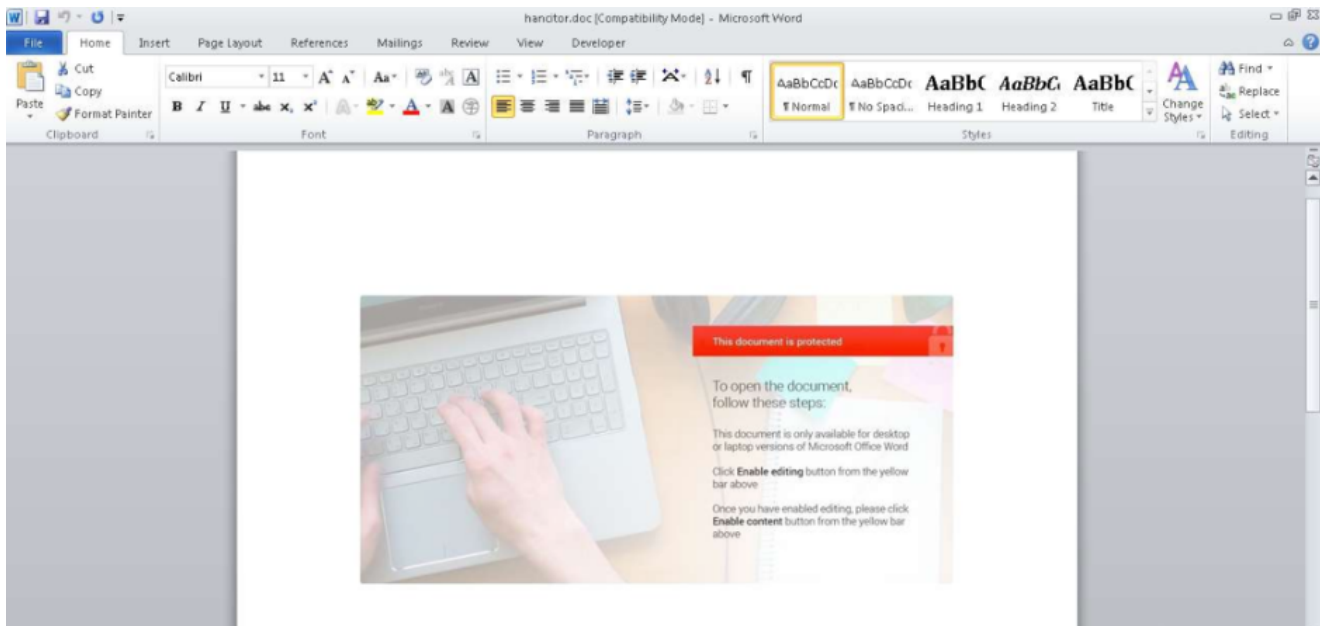 hancitor.doc [Compatibility Mode] - Microsoft Word
File Home Insert Page Layout References Mailings Review View Developer
Cut
Copy
Format Painter
Paste
Calibri 11
Clipboard Font Paragraph Styles Editing
AaBbCcDc AaBbCcDc AaBbC AaBbC AaBbC
¶ Normal ¶ No Spaci... Heading 1 Heading 2 Title
Change Styles
Find
Replace
Select
This document is protected
To open the document,
follow these steps:
This document is only available for desktop
or laptop versions of Microsoft Office Word
Click Enable editing button from the yellow
bar above
Once you have enabled editing, please click
Enable content button from the yellow bar
above